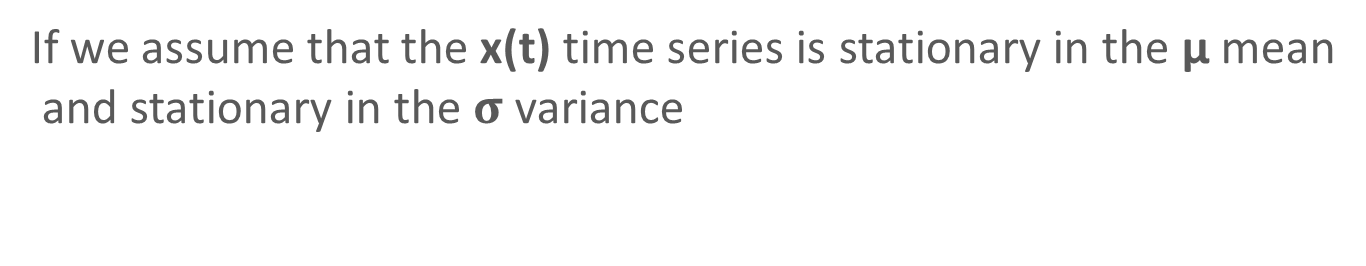 If we assume that the x(t) time series is stationary in the μ mean
and stationary in the σ variance